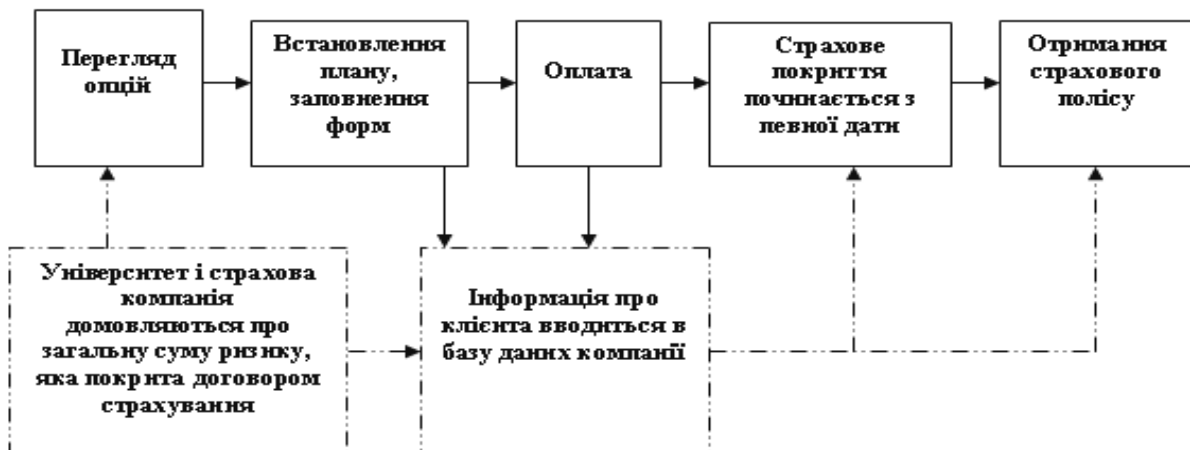 Перегляд
опцій
Встановлення
плану,
заповнення
форм
Оплата
Страхове
покриття
починається з
певної дати
Отримання
страхового
полісу
Університет і страхова
компанія
домовляються про
загальну суму ризику,
яка покрита договором
страхування
Інформація про
клієнта вводиться в
базу даних компанії